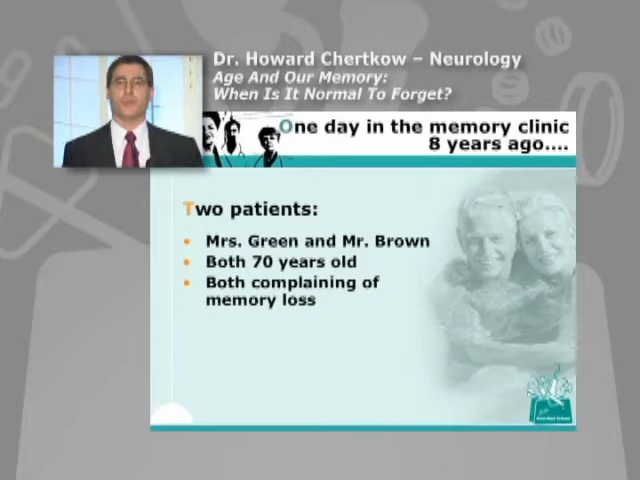 Dr. Howard Chertkow – Neurology
Age And Our Memory:
When Is It Normal To Forget?
One day in the memory clinic
8 years ago....
Two patients:
• Mrs. Green and Mr. Brown
• Both 70 years old
• Both complaining of
memory loss